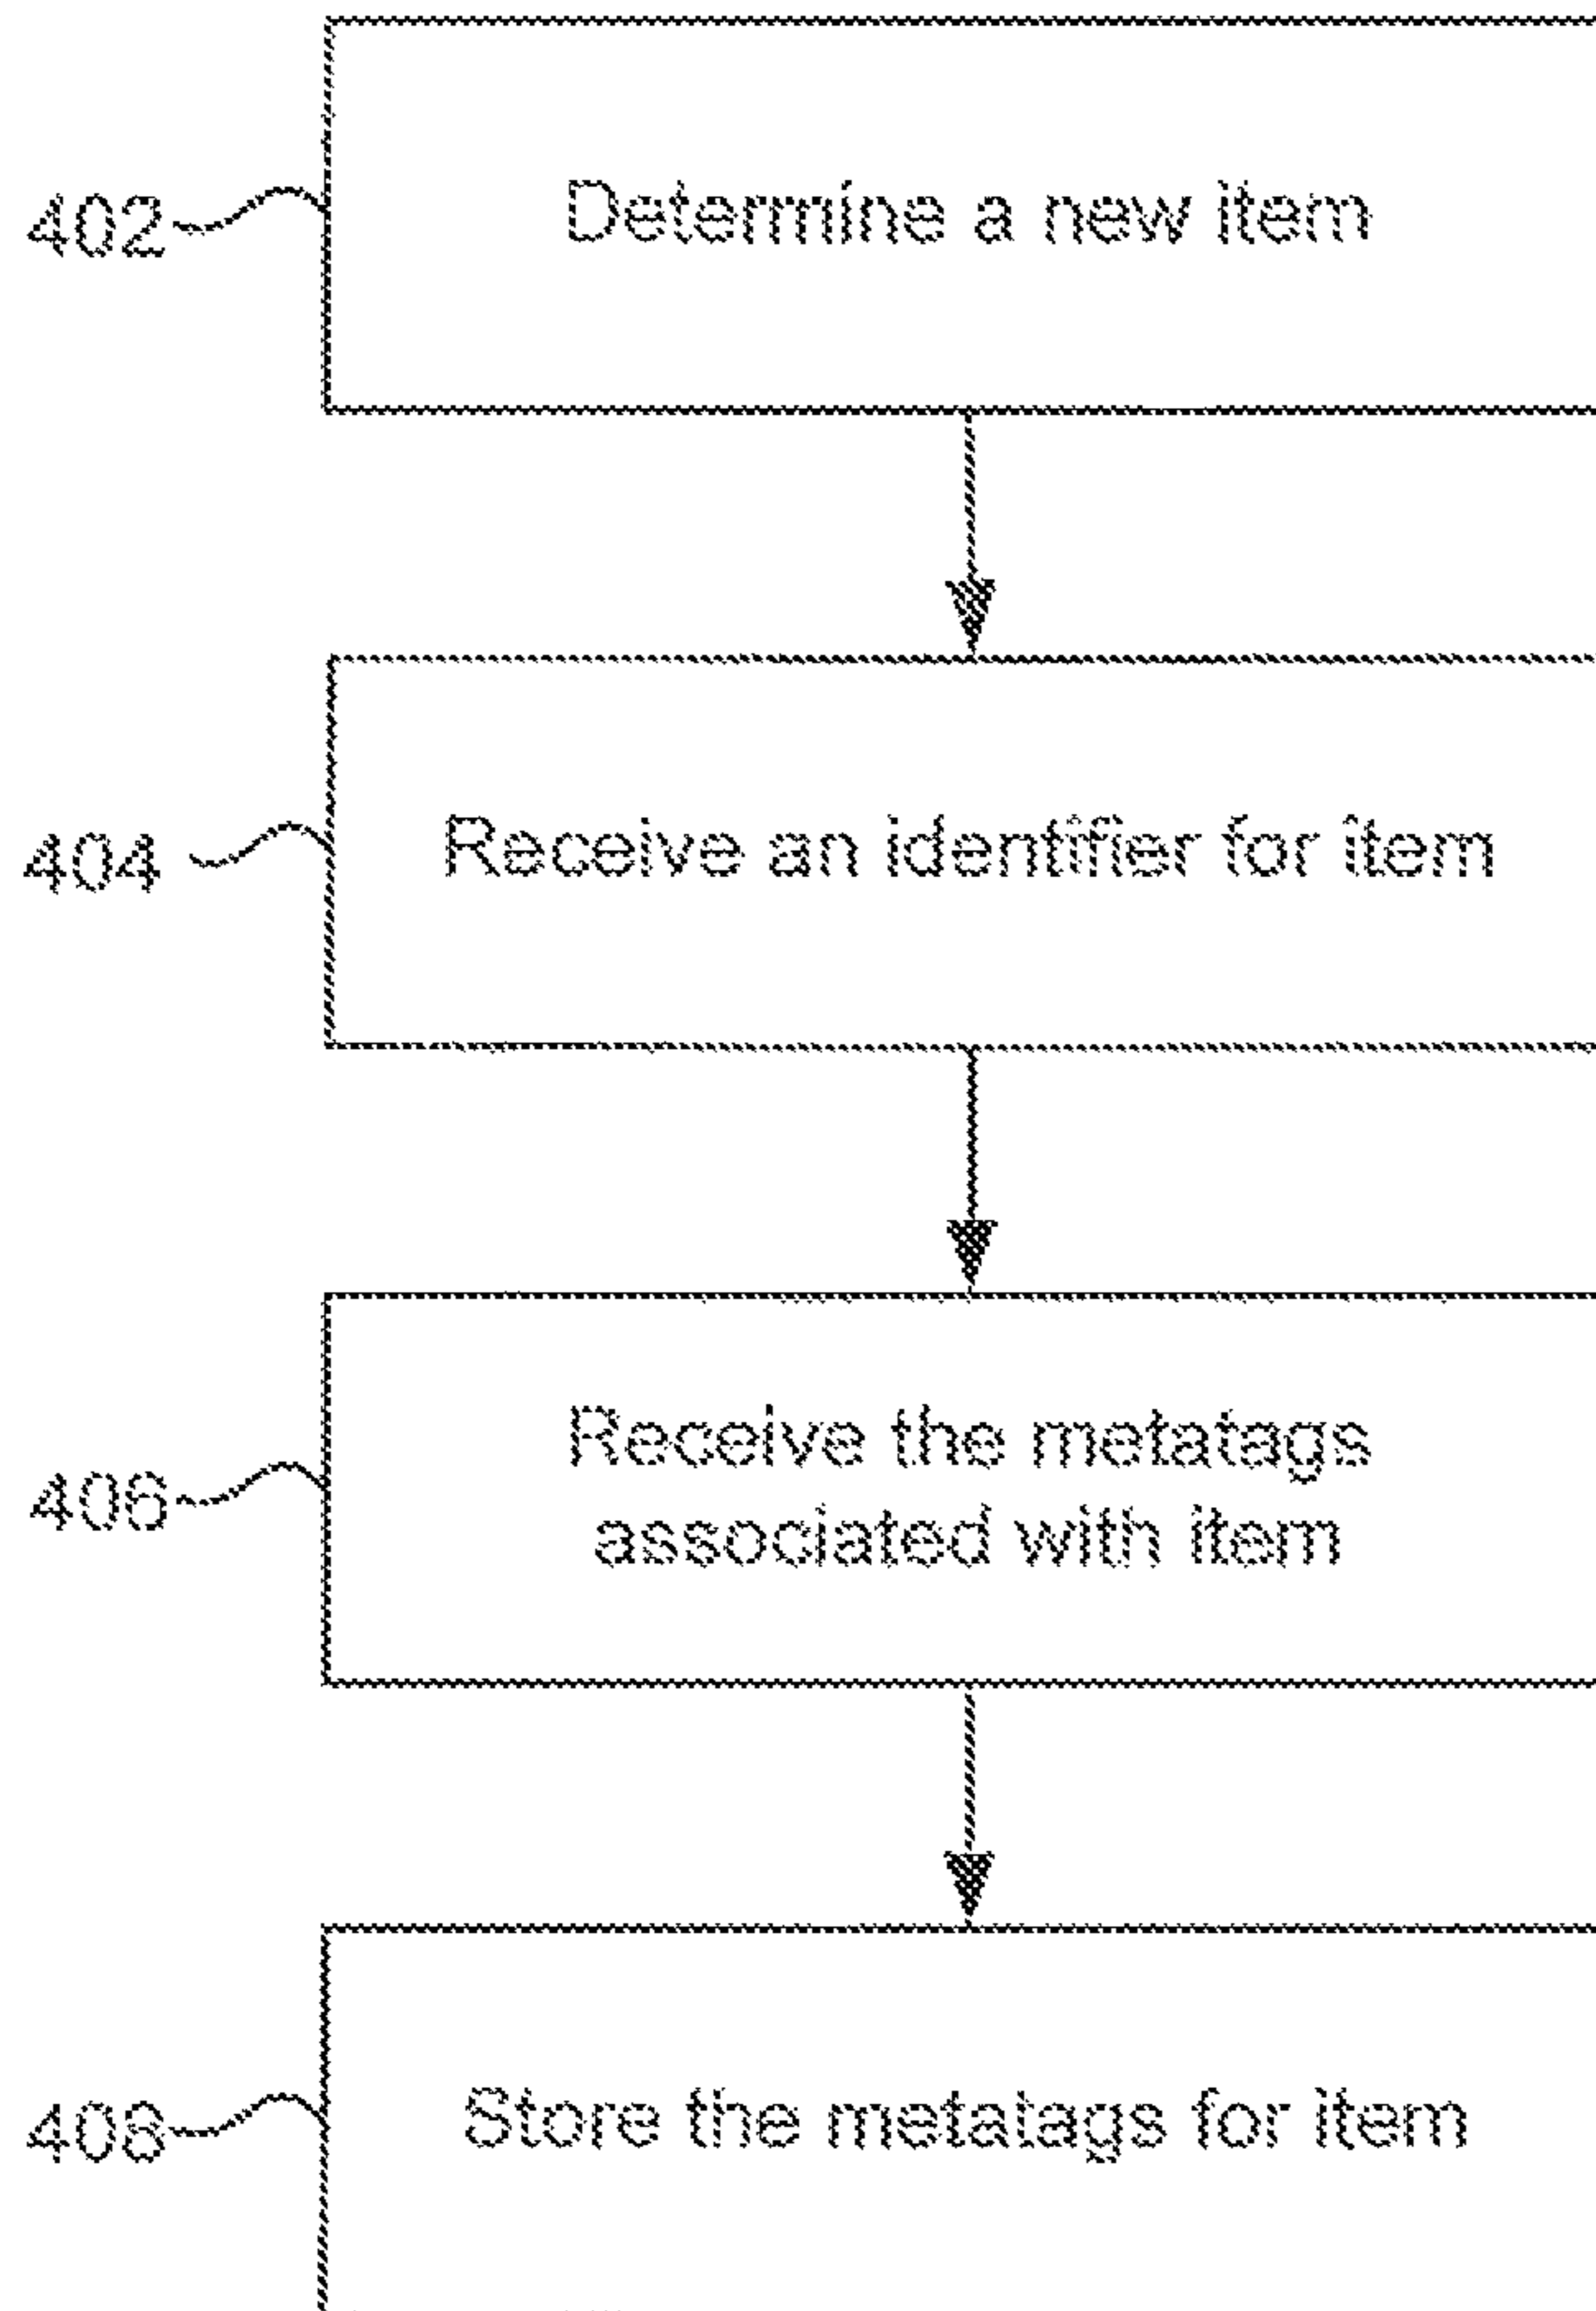 402
Determine a new item
404
Receive an identifier for item
406
Receive the metatags
associated with item
408
Store the metatags for item